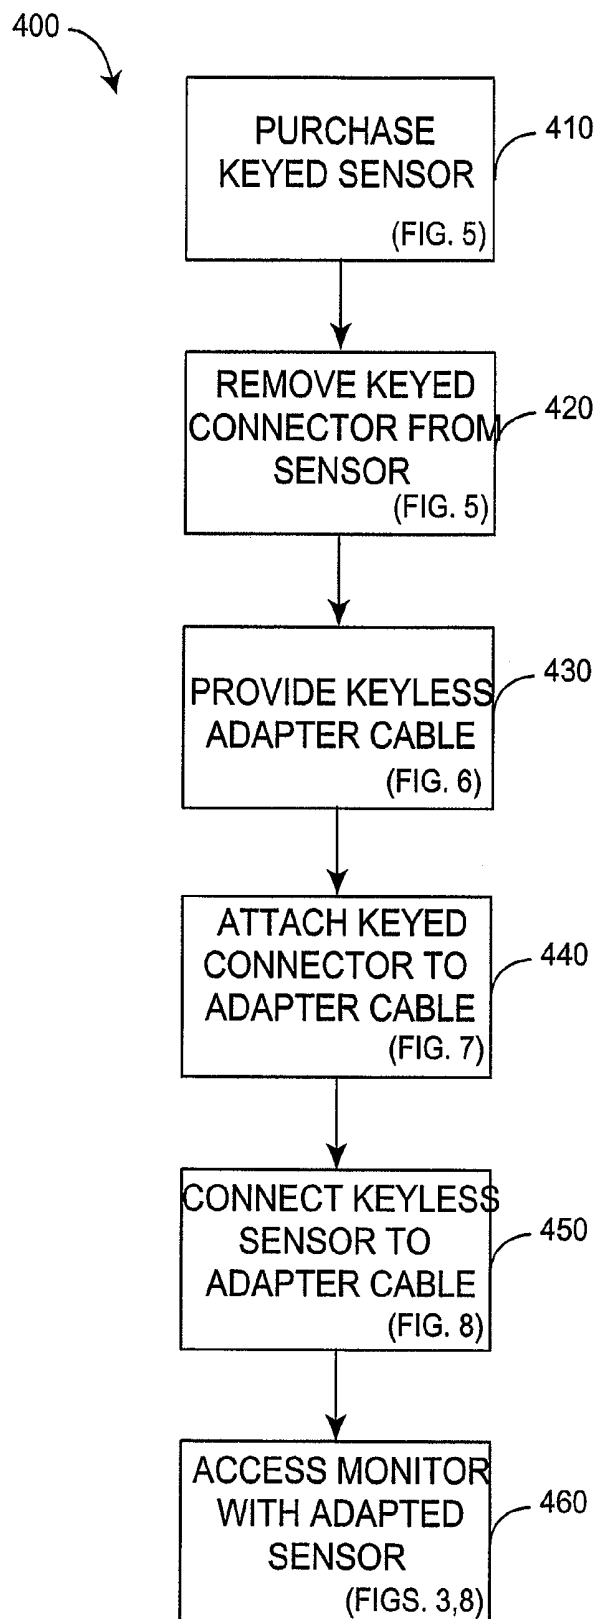 400
PURCHASE
KEYED SENSOR
(FIG. 5)
410
REMOVE KEYED
CONNECTOR FROM
SENSOR
(FIG. 5)
420
PROVIDE KEYLESS
ADAPTER CABLE
(FIG. 6)
430
ATTACH KEYED
CONNECTOR TO
ADAPTER CABLE
(FIG. 7)
440
CONNECT KEYLESS
SENSOR TO
ADAPTER CABLE
(FIG. 8)
450
ACCESS MONITOR
WITH ADAPTED
SENSOR
(FIGS. 3,8)
460